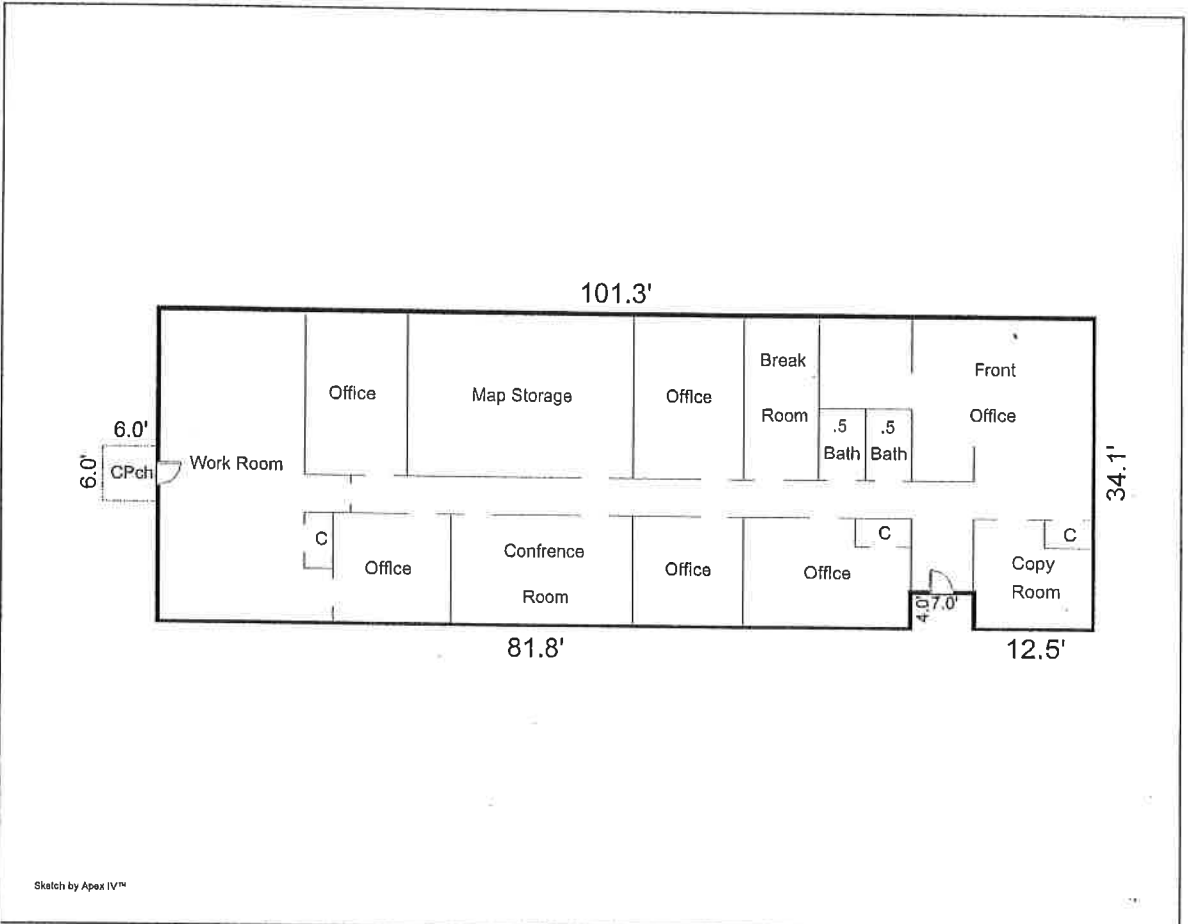 101.3'
Break
Room
Front
Office
Office
Map Storage
Office
.5
Bath
.5
Bath
6.0'
6.0'
CPch
Work Room
34.1'
C
Office
Confrence
Room
Office
Office
C
C
Copy
Room
4.0'
7.0'
81.8'
12.5'
Sketch by Apex IV™